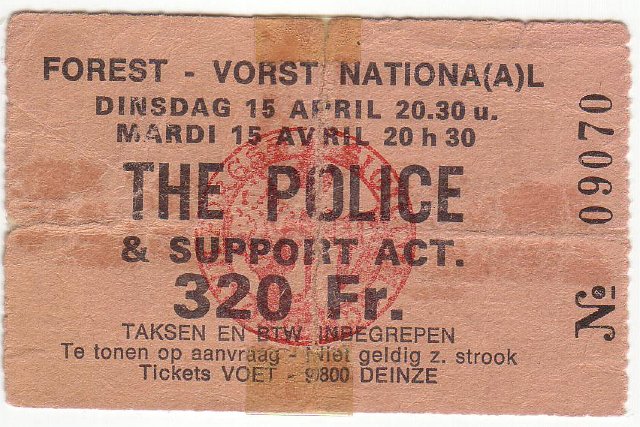 FOREST - VORST NATIONA(A)L
DINSDAG 15 APRIL 20.30 u.
MARDI 15 AVRIL 20 h 30
THE POLICE
& SUPPORT ACT.
320 Fr.
TAKSEN EN BTW INBEGREPEN
Te tonen op aanvraag - Niet geldig z. strook
Tickets VOET - 9800 DEINZE
№ 09070